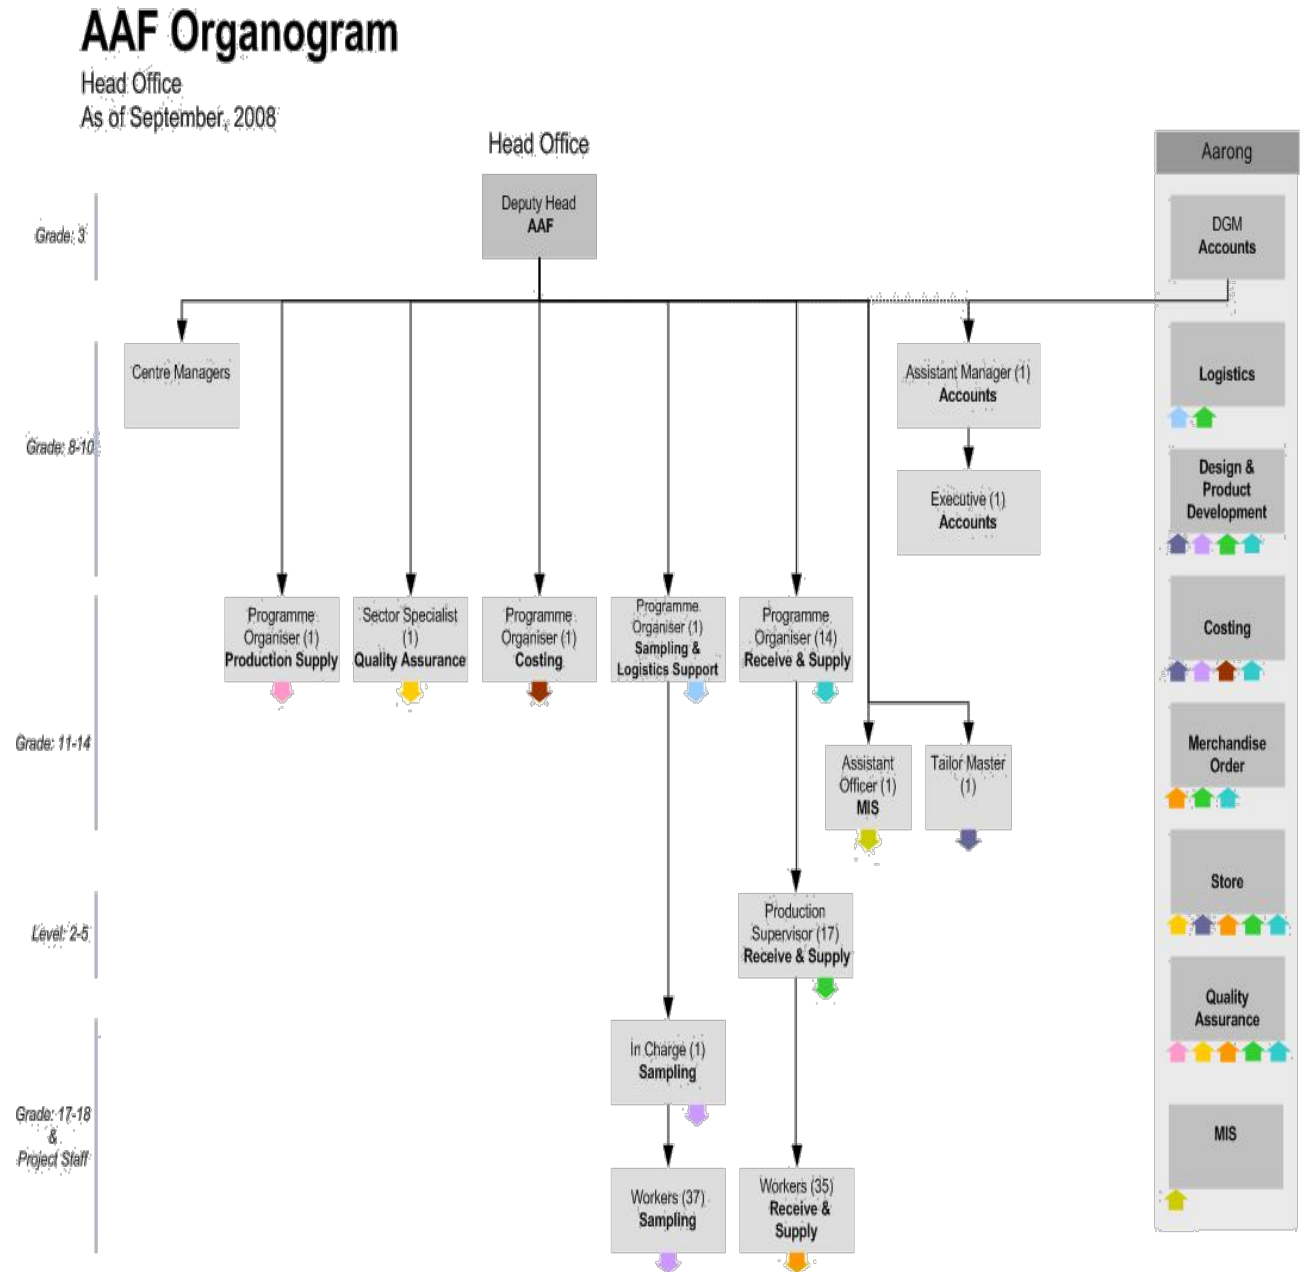 AAF Organogram
Head Office
As of September, 2008
Head Office
Aarong
Grade: 3
Deputy Head
AAF
DGM
Accounts
Grade: 8-10
Centre Managers
Assistant Manager (1)
Accounts
Executive (1)
Accounts
Logistics
Design &
Product
Development
Grade: 11-14
Programme
Organiser (1)
Production Supply
Sector Specialist
(1)
Quality Assurance
Programme
Organiser (1)
Costing
Programme
Organiser (1)
Sampling &
Logistics Support
Programme
Organiser (14)
Receive & Supply
Assistant
Officer (1)
MIS
Tailor Master
(1)
Costing
Merchandise
Order
Level: 2-5
Production
Supervisor (17)
Receive & Supply
Store
Grade: 17-18
&
Project Staff
In Charge (1)
Sampling
Workers (37)
Sampling
Workers (35)
Receive &
Supply
Quality
Assurance
MIS